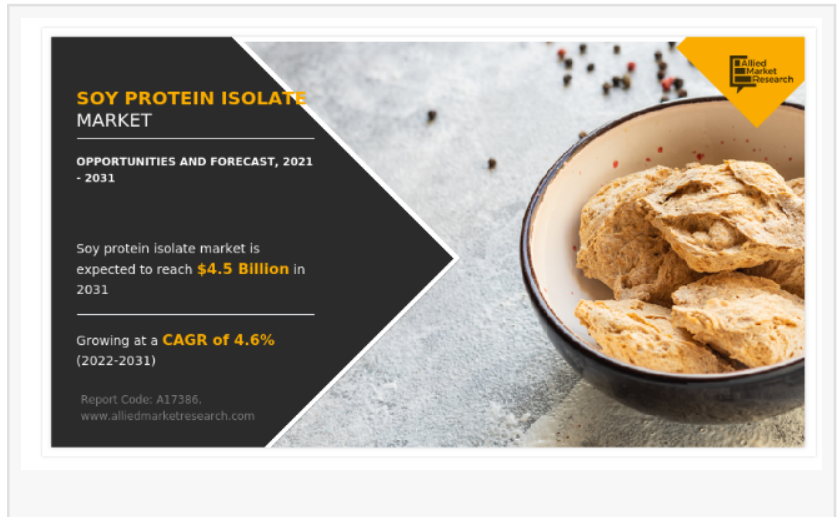 SOY PROTEIN ISOLATE
MARKET
OPPORTUNITIES AND FORECAST, 2021
- 2031
Soy protein isolate market is
expected to reach $4.5 Billion in
2031
Growing at a CAGR of 4.6%
(2022-2031)
Report Code: A17386,
www.alliedmarketresearch.com
Allied
Market
Research